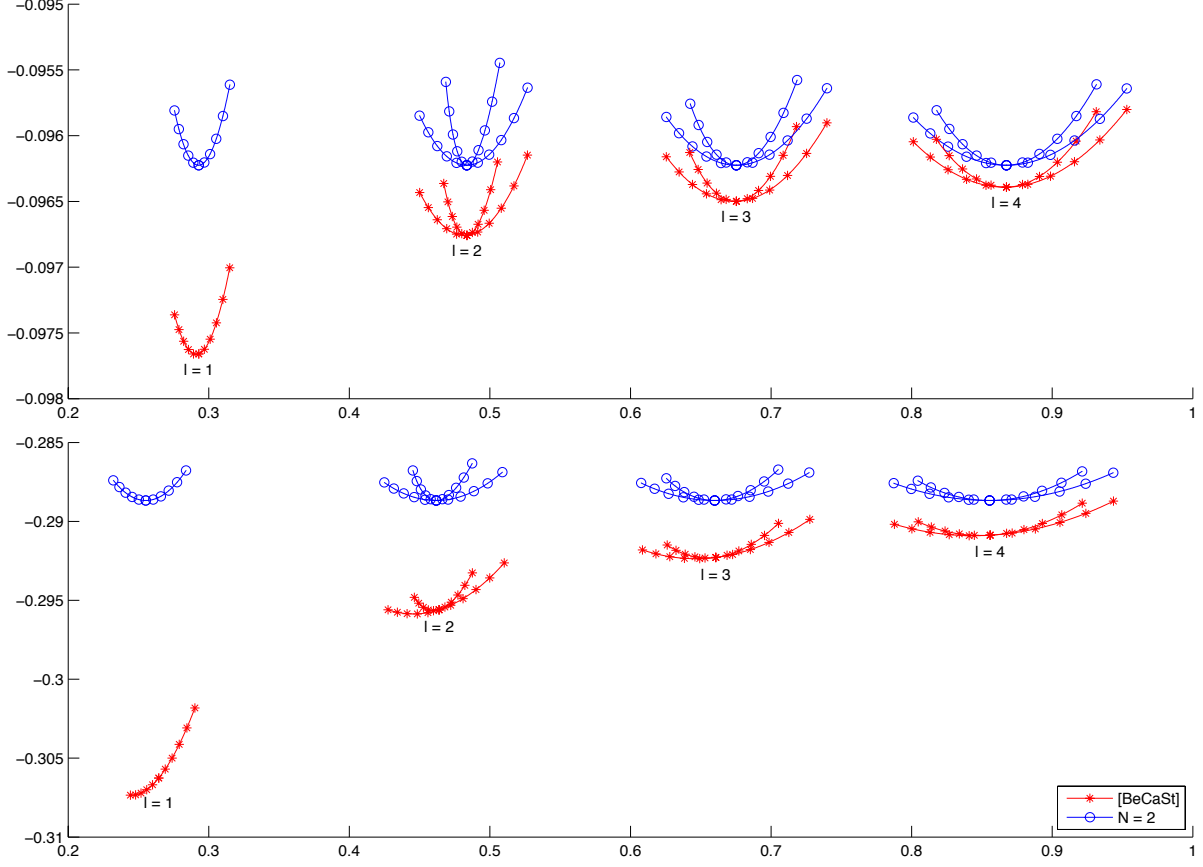 −0.095
−0.0955
−0.096
−0.0965
−0.097
−0.0975
−0.098
l = 1
l = 2
l = 3
l = 4
0.2 0.3 0.4 0.5 0.6 0.7 0.8 0.9 1
−0.285
−0.29
−0.295
−0.3
−0.305
−0.31
l = 1
l = 2
l = 3
l = 4
[BeCaSt]
N = 2
0.2 0.3 0.4 0.5 0.6 0.7 0.8 0.9 1